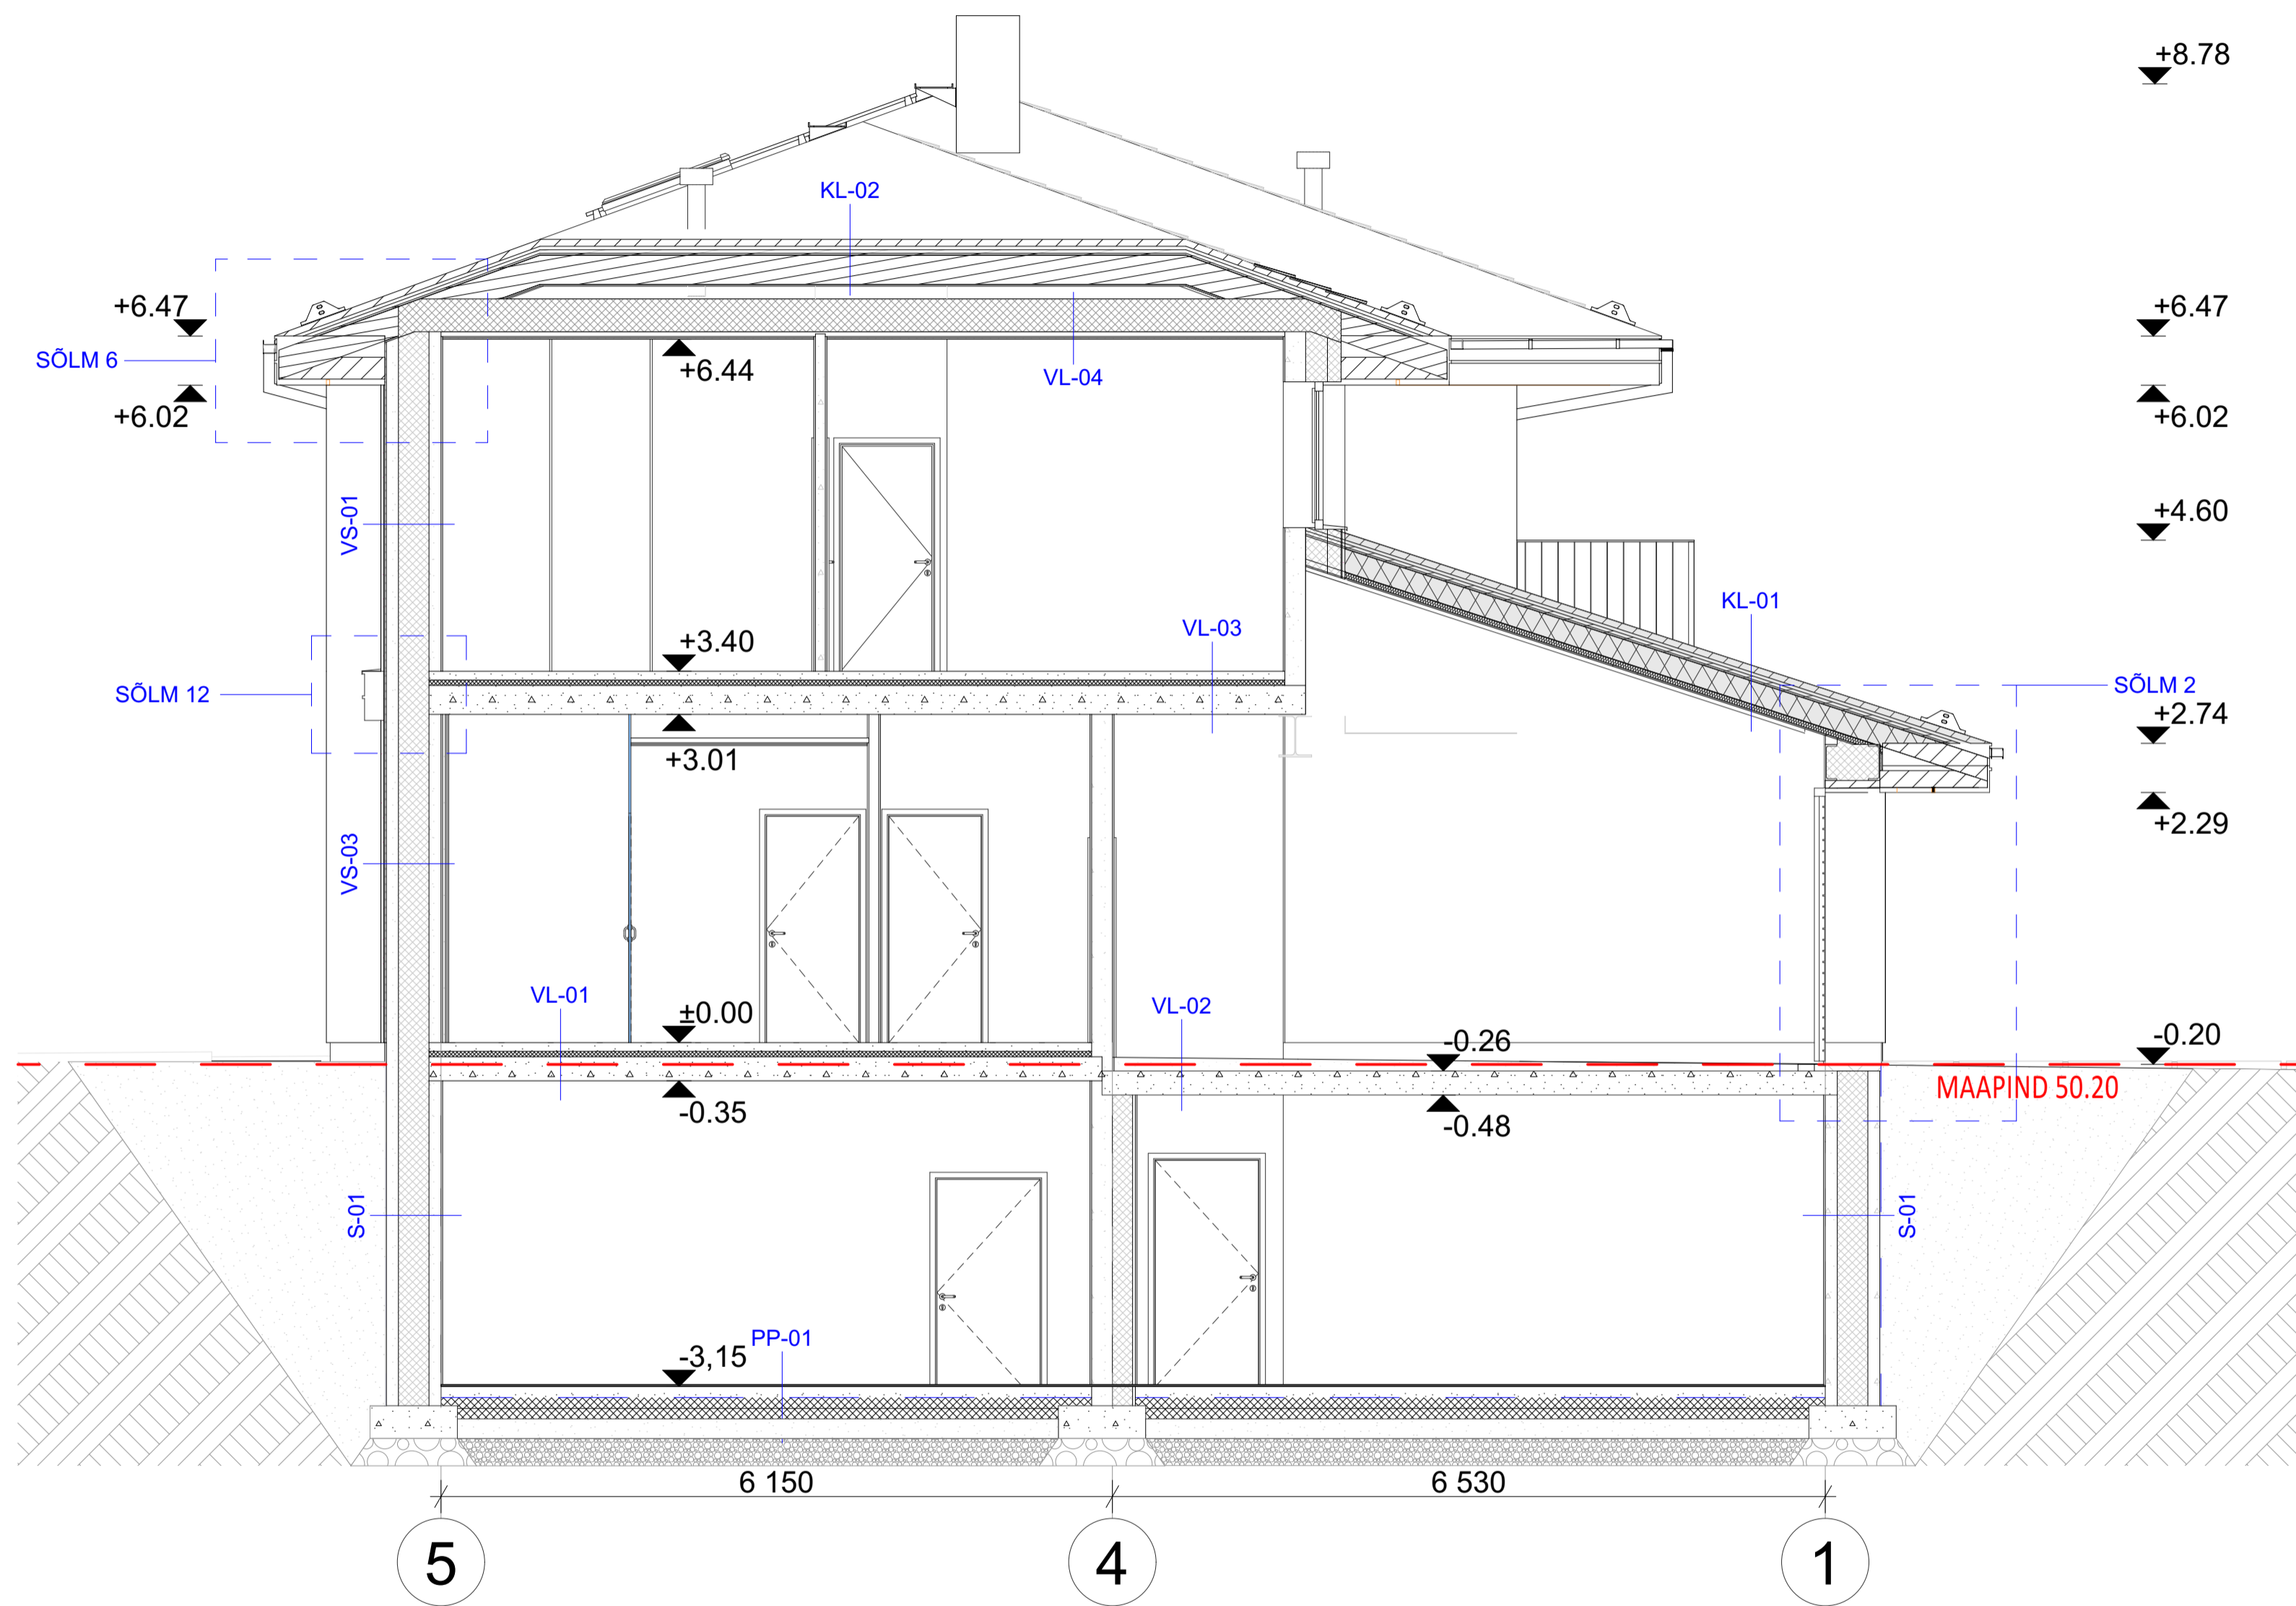 +8.78
KL-02
+6.47
+6.47
SÕLM 6
+6.44
VL-04
+6.02
+6.02
VS-01
+4.60
KL-01
VL-03
+3.40
SÕLM 12
SÕLM 2
+2.74
+3.01
+2.29
VS-03
VL-01
VL-02
±0.00
-0.26
-0.20
MAAPIND 50.20
-0.35
-0.48
S-01
S-01
PP-01
-3,15
6 150
6 530
5
4
1